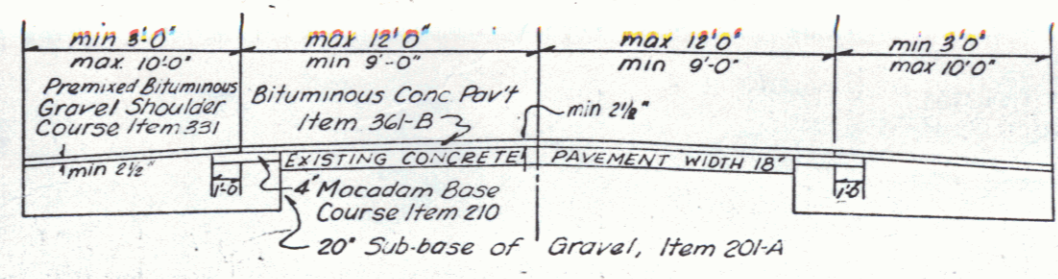 min 3'0"
max 12'0"
max 12'0"
min 3'0"
max. 10'-0"
min 9'-0"
min 9'-0"
max 10'0"
Premixed Bituminous
Gravel Shoulder
Course Item 331
Bituminous Conc Pav't
Item 361-B
min 2½"
min 2½"
EXISTING CONCRETE PAVEMENT WIDTH 18'
1'-0
1'-0
4" Macadam Base
Course Item 210
20" Sub-base of Gravel, Item 201-A